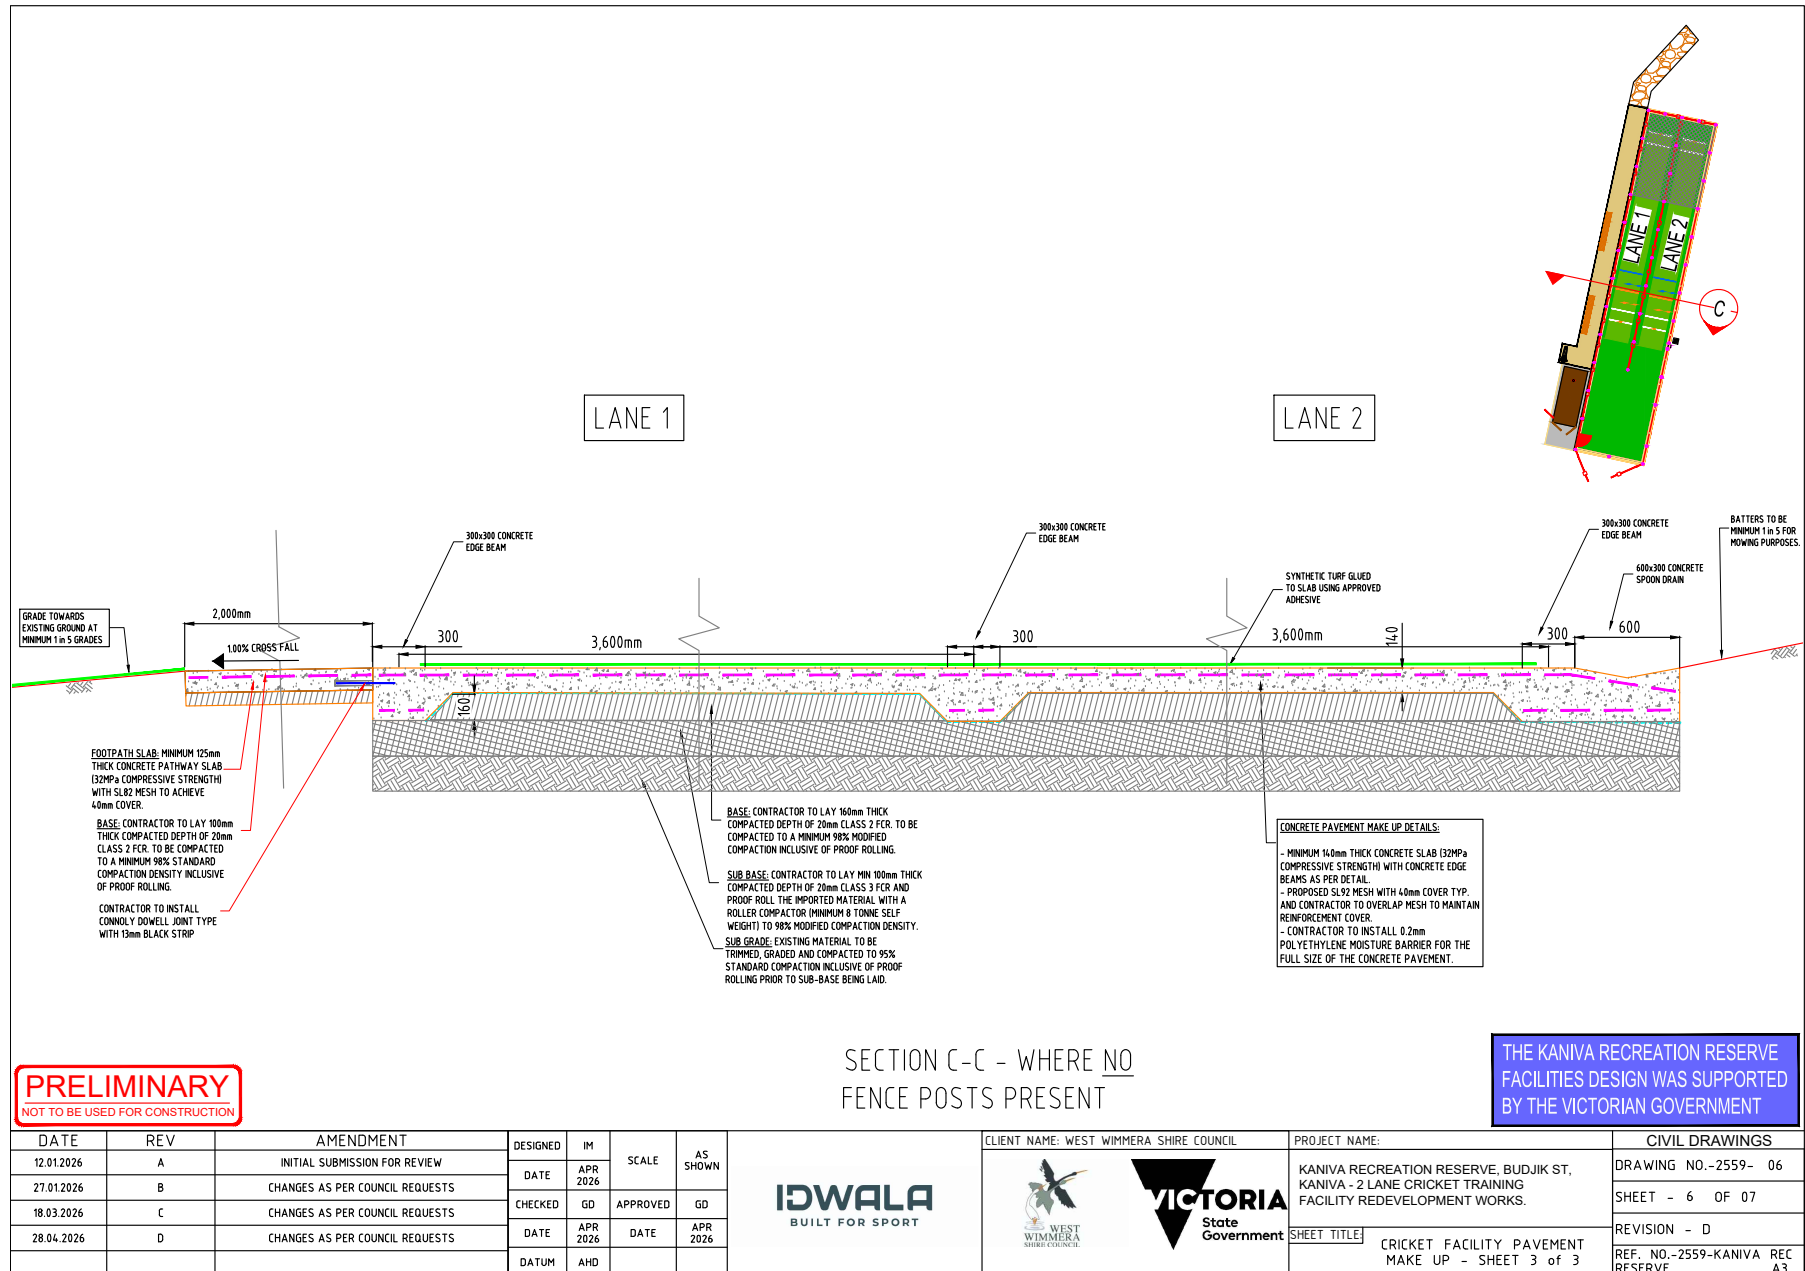 LANE 1
LANE 2
C
LANE 1
LANE 2
300x300 CONCRETE
EDGE BEAM
300x300 CONCRETE
EDGE BEAM
300x300 CONCRETE
EDGE BEAM
BATTERS TO BE
MINIMUM 1 in 5 FOR
MOWING PURPOSES.
600x300 CONCRETE
SPOON DRAIN
SYNTHETIC TURF GLUED
TO SLAB USING APPROVED
ADHESIVE
GRADE TOWARDS
EXISTING GROUND AT
MINIMUM 1 in 5 GRADES
2,000mm
1.00% CROSS FALL
300
3,600mm
300
3,600mm
140
300
600
160
FOOTPATH SLAB: MINIMUM 125mm
THICK CONCRETE PATHWAY SLAB
(32MPa COMPRESSIVE STRENGTH)
WITH SL82 MESH TO ACHIEVE
40mm COVER.
BASE: CONTRACTOR TO LAY 100mm
THICK COMPACTED DEPTH OF 20mm
CLASS 2 FCR. TO BE COMPACTED
TO A MINIMUM 98% STANDARD
COMPACTION DENSITY INCLUSIVE
OF PROOF ROLLING.
CONTRACTOR TO INSTALL
CONNOLY DOWELL JOINT TYPE
WITH 13mm BLACK STRIP
BASE: CONTRACTOR TO LAY 160mm THICK
COMPACTED DEPTH OF 20mm CLASS 2 FCR. TO BE
COMPACTED TO A MINIMUM 98% MODIFIED
COMPACTION INCLUSIVE OF PROOF ROLLING.
SUB BASE: CONTRACTOR TO LAY MIN 100mm THICK
COMPACTED DEPTH OF 20mm CLASS 3 FCR AND
PROOF ROLL THE IMPORTED MATERIAL WITH A
ROLLER COMPACTOR (MINIMUM 8 TONNE SELF
WEIGHT) TO 98% MODIFIED COMPACTION DENSITY.
SUB GRADE: EXISTING MATERIAL TO BE
TRIMMED, GRADED AND COMPACTED TO 95%
STANDARD COMPACTION INCLUSIVE OF PROOF
ROLLING PRIOR TO SUB-BASE BEING LAID.
CONCRETE PAVEMENT MAKE UP DETAILS:
- MINIMUM 140mm THICK CONCRETE SLAB (32MPa
COMPRESSIVE STRENGTH) WITH CONCRETE EDGE
BEAMS AS PER DETAIL.
- PROPOSED SL92 MESH WITH 40mm COVER TYP.
AND CONTRACTOR TO OVERLAP MESH TO MAINTAIN
REINFORCEMENT COVER.
- CONTRACTOR TO INSTALL 0.2mm
POLYETHYLENE MOISTURE BARRIER FOR THE
FULL SIZE OF THE CONCRETE PAVEMENT.
SECTION C-C - WHERE NO
FENCE POSTS PRESENT
PRELIMINARY
NOT TO BE USED FOR CONSTRUCTION
THE KANIVA RECREATION RESERVE
FACILITIES DESIGN WAS SUPPORTED
BY THE VICTORIAN GOVERNMENT
DATE REV AMENDMENT
12.01.2026 A INITIAL SUBMISSION FOR REVIEW
27.01.2026 B CHANGES AS PER COUNCIL REQUESTS
18.03.2026 C CHANGES AS PER COUNCIL REQUESTS
28.04.2026 D CHANGES AS PER COUNCIL REQUESTS
DESIGNED IM SCALE AS SHOWN
DATE APR 2026
CHECKED GD APPROVED GD
DATE APR 2026 DATE APR 2026
DATUM AHD
IDWALA
BUILT FOR SPORT
CLIENT NAME: WEST WIMMERA SHIRE COUNCIL
WEST
WIMMERA
SHIRE COUNCIL
VICTORIA
State
Government
PROJECT NAME:
KANIVA RECREATION RESERVE, BUDJIK ST,
KANIVA - 2 LANE CRICKET TRAINING
FACILITY REDEVELOPMENT WORKS.
SHEET TITLE:
CRICKET FACILITY PAVEMENT
MAKE UP - SHEET 3 of 3
CIVIL DRAWINGS
DRAWING NO.-2559- 06
SHEET - 6 OF 07
REVISION - D
REF. NO.-2559-KANIVA REC
RESERVE A3